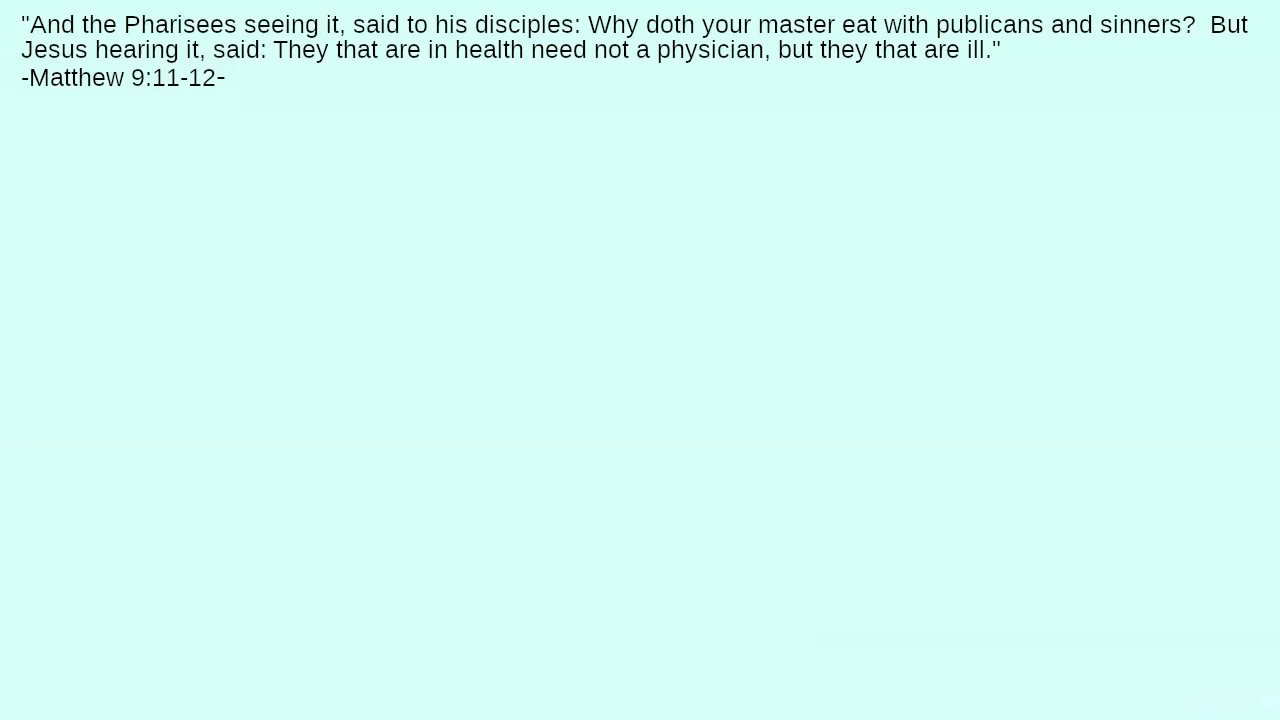 "And the Pharisees seeing it, said to his disciples: Why doth your master eat with publicans and sinners?  But
Jesus hearing it, said: They that are in health need not a physician, but they that are ill."
-Matthew 9:11-12-